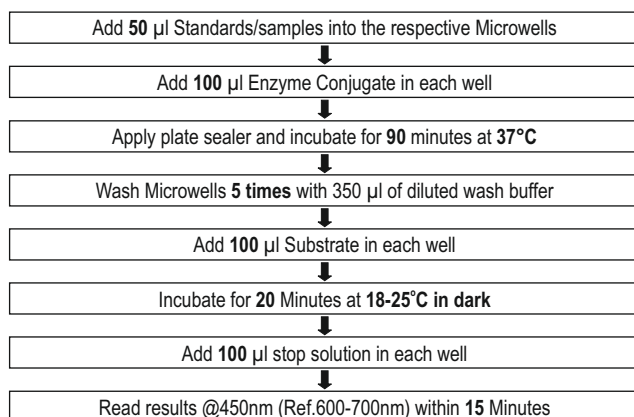 Add 50 µl Standards/samples into the respective Microwells
Add 100 µl Enzyme Conjugate in each well
Apply plate sealer and incubate for 90 minutes at 37°C
Wash Microwells 5 times with 350 µl of diluted wash buffer
Add 100 µl Substrate in each well
Incubate for 20 Minutes at 18-25°C in dark
Add 100 µl stop solution in each well
Read results @450nm (Ref.600-700nm) within 15 Minutes